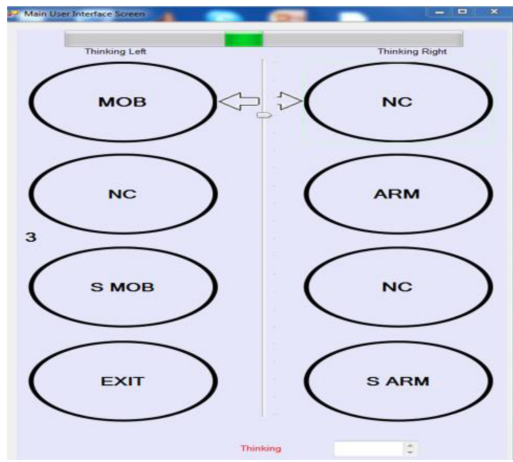 Main User Interface Screen
Thinking Left Thinking Right
MOB NC
NC ARM
3
S MOB NC
EXIT S ARM
Thinking